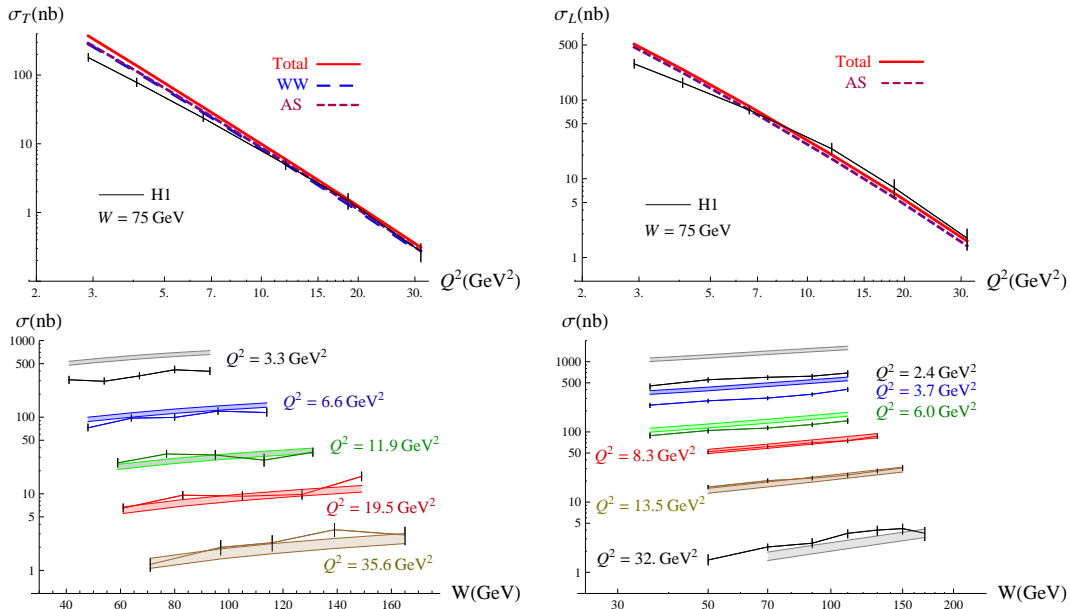 σ_T(nb)
100
10
1
2.
3.
5.
7.
10.
15.
20.
30.
Q²(GeV²)
Total
WW
AS
H1
W = 75 GeV
σ_L(nb)
500
100
50
10
5
1
2.
3.
5.
7.
10.
15.
20.
30.
Q²(GeV²)
Total
AS
H1
W = 75 GeV
σ(nb)
1000
500
100
50
10
5
1
40
60
80
100
120
140
160
W(GeV)
Q² = 3.3 GeV²
Q² = 6.6 GeV²
Q² = 11.9 GeV²
Q² = 19.5 GeV²
Q² = 35.6 GeV²
σ(nb)
1000
500
100
50
10
5
1
30
50
70
100
150
200
W(GeV)
Q² = 2.4 GeV²
Q² = 3.7 GeV²
Q² = 6.0 GeV²
Q² = 8.3 GeV²
Q² = 13.5 GeV²
Q² = 32. GeV²